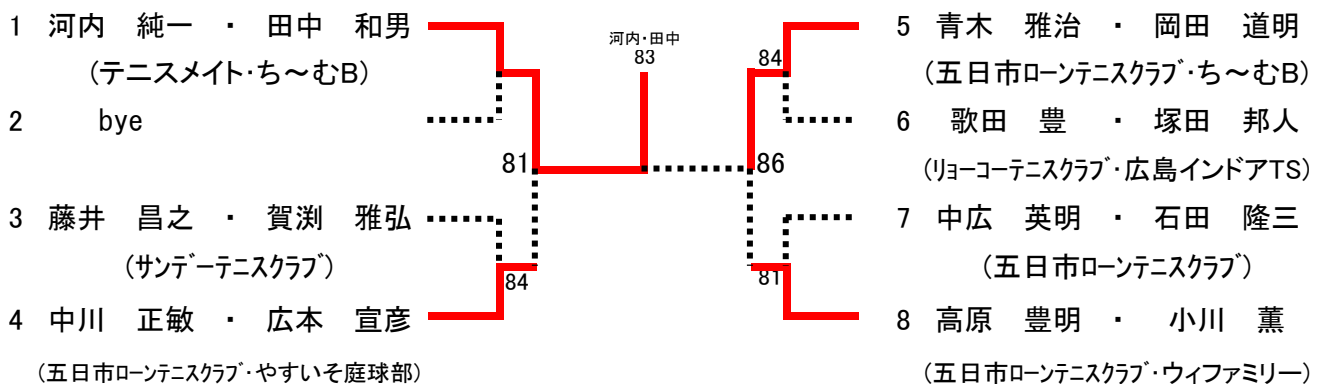 1 河内 純一 ・ 田中 和男
(テニスメイト・ち～むB)
2 bye
3 藤井 昌之 ・ 賀渕 雅弘
(サンデーテニスクラブ)
4 中川 正敏 ・ 広本 宣彦
(五日市ローンテニスクラブ・やすいそ庭球部)
81
84
河内・田中
83
84
86
81
5 青木 雅治 ・ 岡田 道明
(五日市ローンテニスクラブ・ち～むB)
6 歌田 豊 ・ 塚田 邦人
(リョーコーテニスクラブ・広島インドアTS)
7 中広 英明 ・ 石田 隆三
(五日市ローンテニスクラブ)
8 高原 豊明 ・ 小川 薫
(五日市ローンテニスクラブ・ウィファミリー)